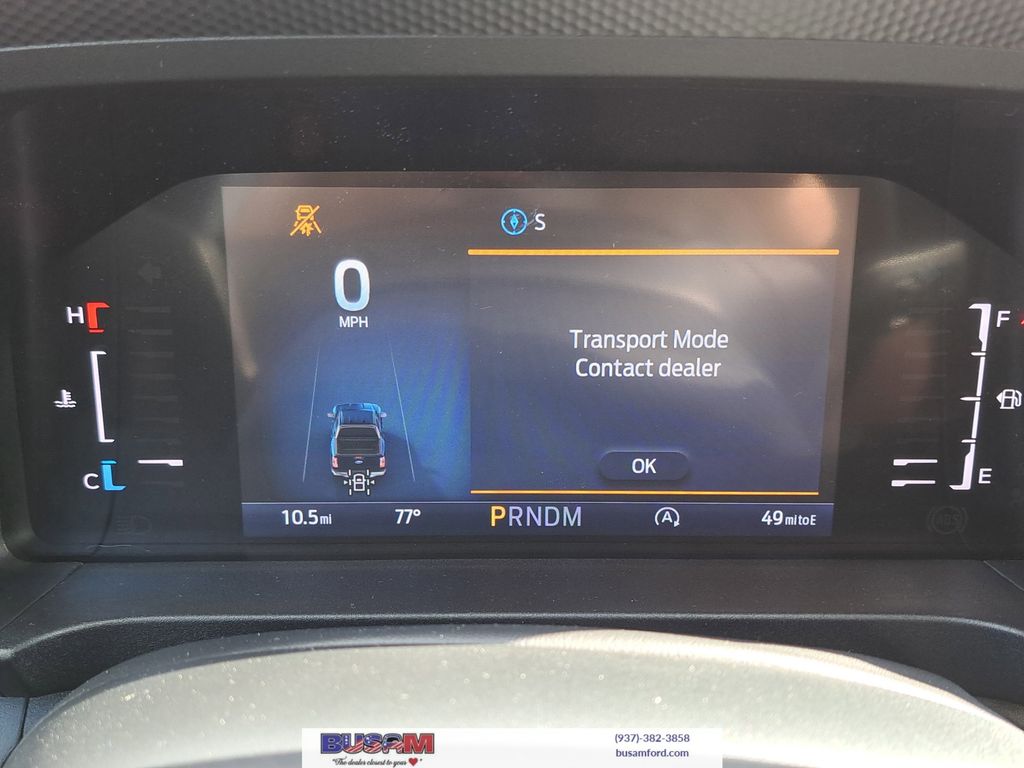 S
0
MPH
H
F
Transport Mode
Contact dealer
OK
C
E
10.5mi
77°
PRNDM
A
49mitoE
BUSAM
"The dealer closest to your ❤"
(937)-382-3858
busamford.com